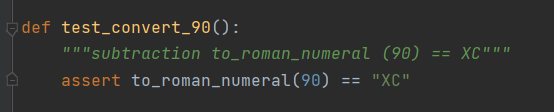 def test_convert_90():
    """subtraction to_roman_numeral (90) == XC"""
    assert to_roman_numeral(90) == "XC"